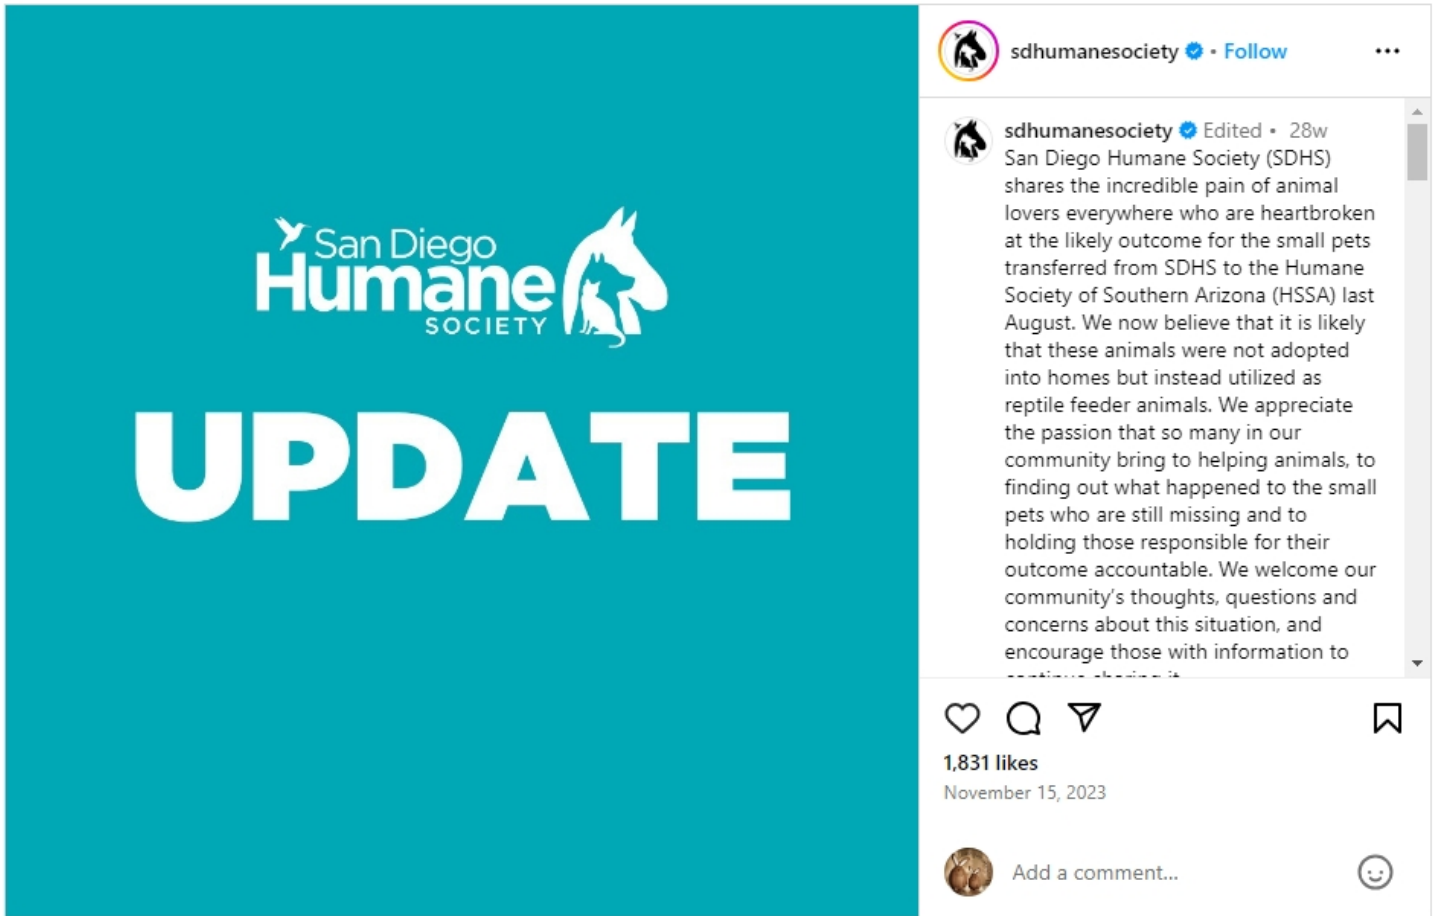 San Diego
Humane
SOCIETY
UPDATE
sdhumanesociety • Follow
sdhumanesociety Edited • 28w
San Diego Humane Society (SDHS)
shares the incredible pain of animal
lovers everywhere who are heartbroken
at the likely outcome for the small pets
transferred from SDHS to the Humane
Society of Southern Arizona (HSSA) last
August. We now believe that it is likely
that these animals were not adopted
into homes but instead utilized as
reptile feeder animals. We appreciate
the passion that so many in our
community bring to helping animals, to
finding out what happened to the small
pets who are still missing and to
holding those responsible for their
outcome accountable. We welcome our
community’s thoughts, questions and
concerns about this situation, and
encourage those with information to
continue sharing it
1,831 likes
November 15, 2023
Add a comment...